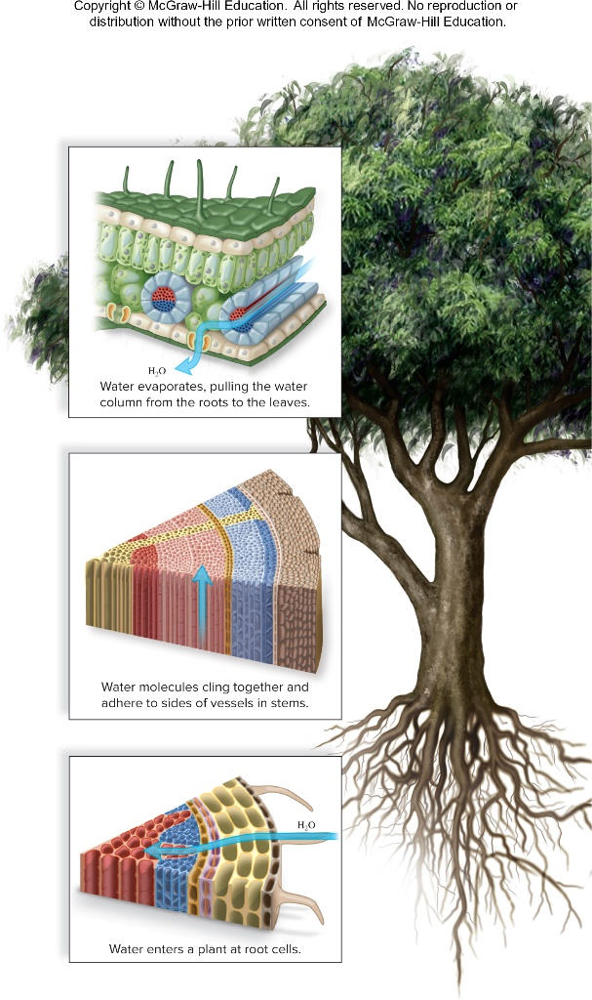 Copyright © McGraw-Hill Education. All rights reserved. No reproduction or
distribution without the prior written consent of McGraw-Hill Education.
H₂O
Water evaporates, pulling the water
column from the roots to the leaves.
Water molecules cling together and
adhere to sides of vessels in stems.
H₂O
Water enters a plant at root cells.